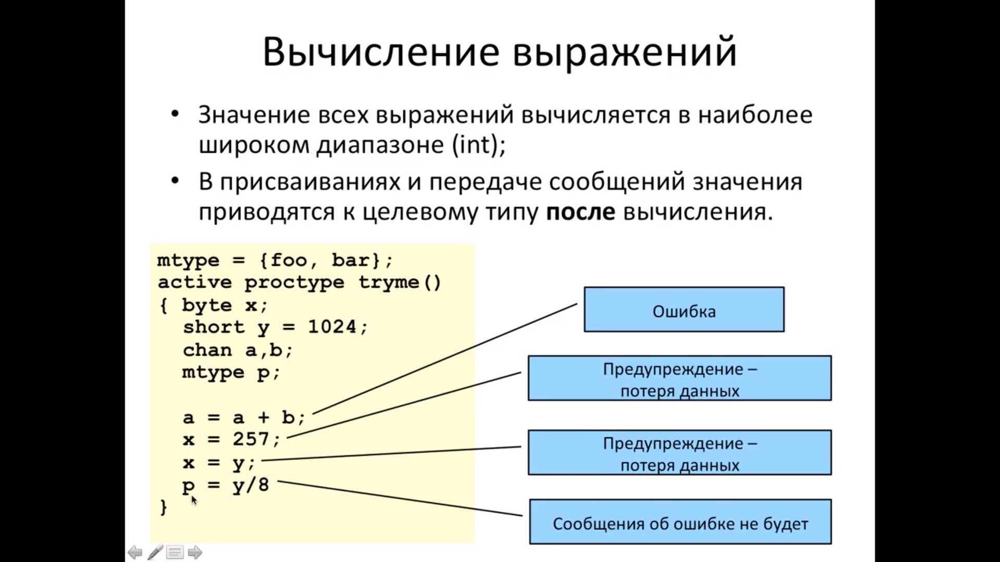 Вычисление выражений
• Значение всех выражений вычисляется в наиболее
широком диапазоне (int);
• В присваиваниях и передаче сообщений значения
приводятся к целевому типу после вычисления.
mtype = {foo, bar};
active proctype tryme()
{ byte x;
short y = 1024;
chan a,b;
mtype p;
a = a + b;
x = 257;
x = y;
p = y/8
}
Ошибка
Предупреждение –
потеря данных
Предупреждение –
потеря данных
Сообщения об ошибке не будет